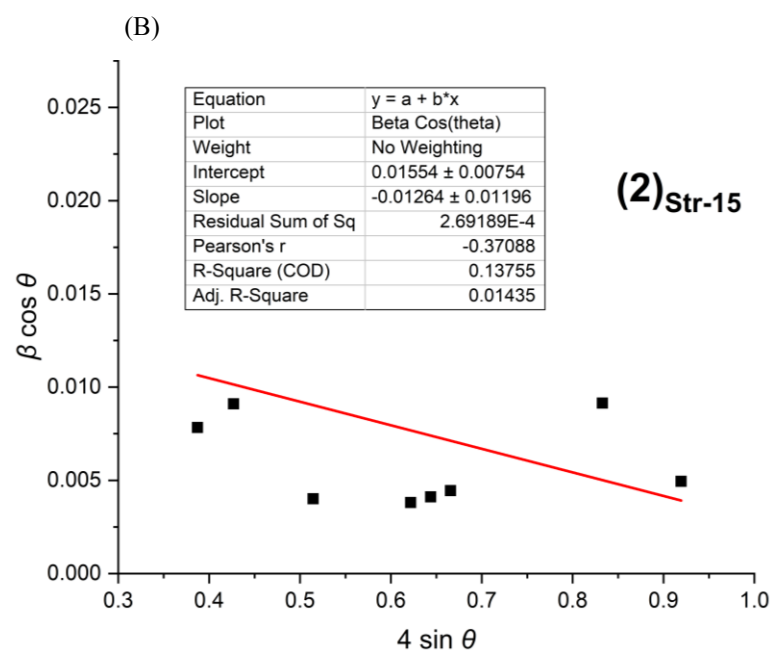 (B)
Equation y = a + b*x
Plot Beta Cos(theta)
Weight No Weighting
Intercept 0.01554 ± 0.00754
Slope -0.01264 ± 0.01196
Residual Sum of Sq 2.69189E-4
Pearson's r -0.37088
R-Square (COD) 0.13755
Adj. R-Square 0.01435
(2)Str-15
0.025
0.020
0.015
0.010
0.005
0.000
β cos θ
0.3 0.4 0.5 0.6 0.7 0.8 0.9 1.0
4 sin θ